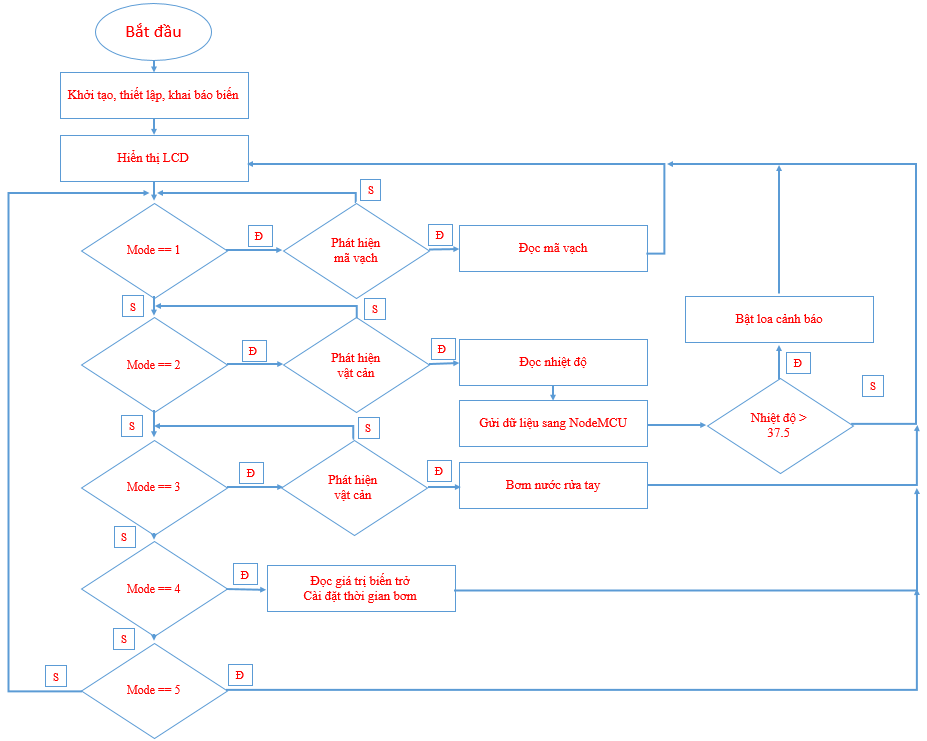 Bắt đầu
Khởi tạo, thiết lập, khai báo biến
Hiển thị LCD
S
Mode == 1
Đ
Phát hiện
mã vạch
Đ
Đọc mã vạch
S
S
Bật loa cảnh báo
Mode == 2
Đ
Phát hiện
vật cản
Đ
Đọc nhiệt độ
Đ
S
S
S
Gửi dữ liệu sang NodeMCU
Nhiệt độ >
37.5
Mode == 3
Đ
Phát hiện
vật cản
Đ
Bơm nước rửa tay
S
Mode == 4
Đ
Đọc giá trị biến trở
Cài đặt thời gian bơm
S
S
Mode == 5
Đ